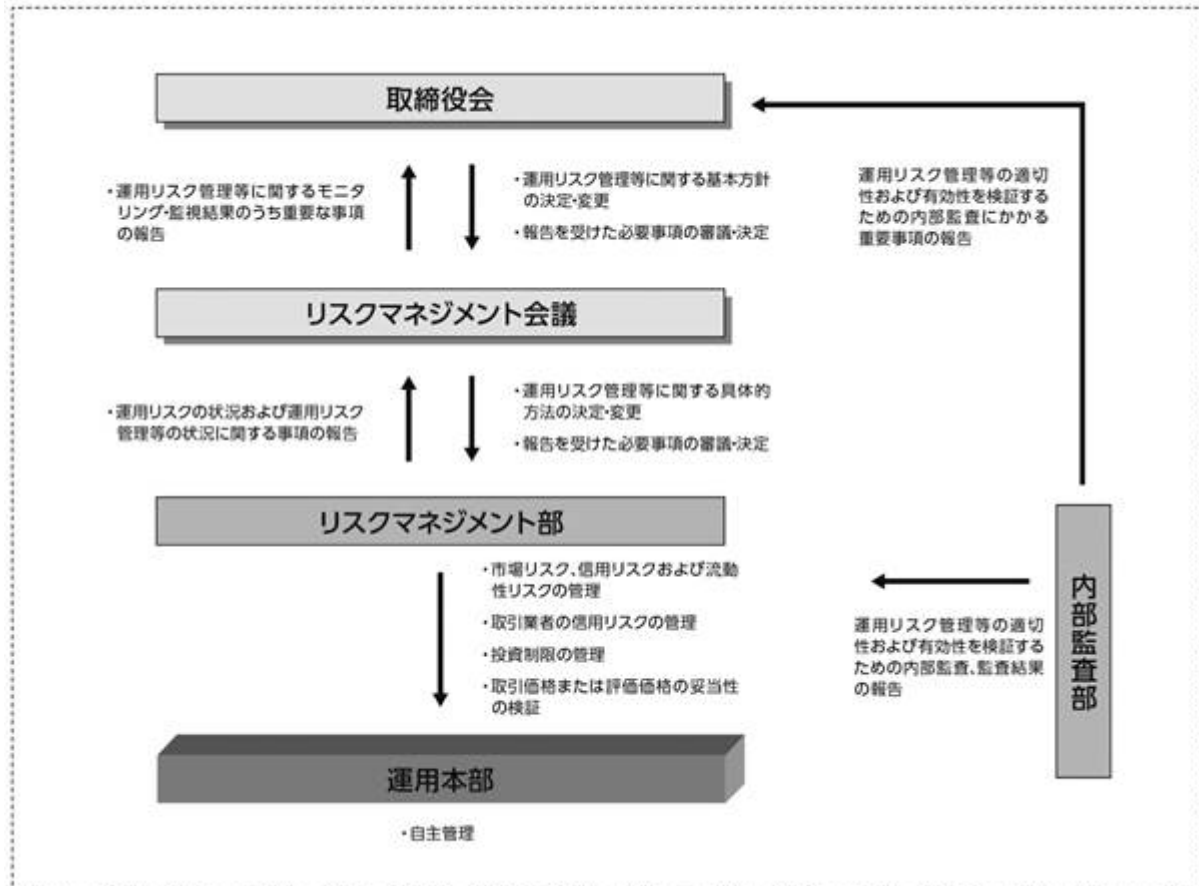 取締役会
・運用リスク管理等に関するモニタ
リング・監視結果のうち重要な事項
の報告
・運用リスク管理等に関する基本方針
の決定・変更
・報告を受けた必要事項の審議・決定
運用リスク管理等の適切
性および有効性を検証する
ための内部監査にかかる
重要事項の報告
リスクマネジメント会議
・運用リスクの状況および運用リスク
管理等の状況に関する事項の報告
・運用リスク管理等に関する具体的
方法の決定・変更
・報告を受けた必要事項の審議・決定
リスクマネジメント部
・市場リスク、信用リスクおよび流動
性リスクの管理
・取引業者の信用リスクの管理
・投資制限の管理
・取引価格または評価価格の妥当性
の検証
運用リスク管理等の適切
性および有効性を検証する
ための内部監査、監査結果
の報告
内部監査部
運用本部
・自主管理